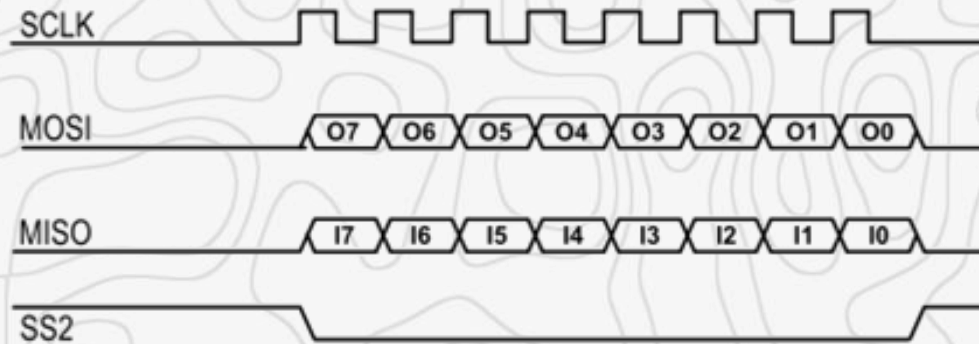 SCLK
MOSI O7 O6 O5 O4 O3 O2 O1 O0
MISO I7 I6 I5 I4 I3 I2 I1 I0
SS2